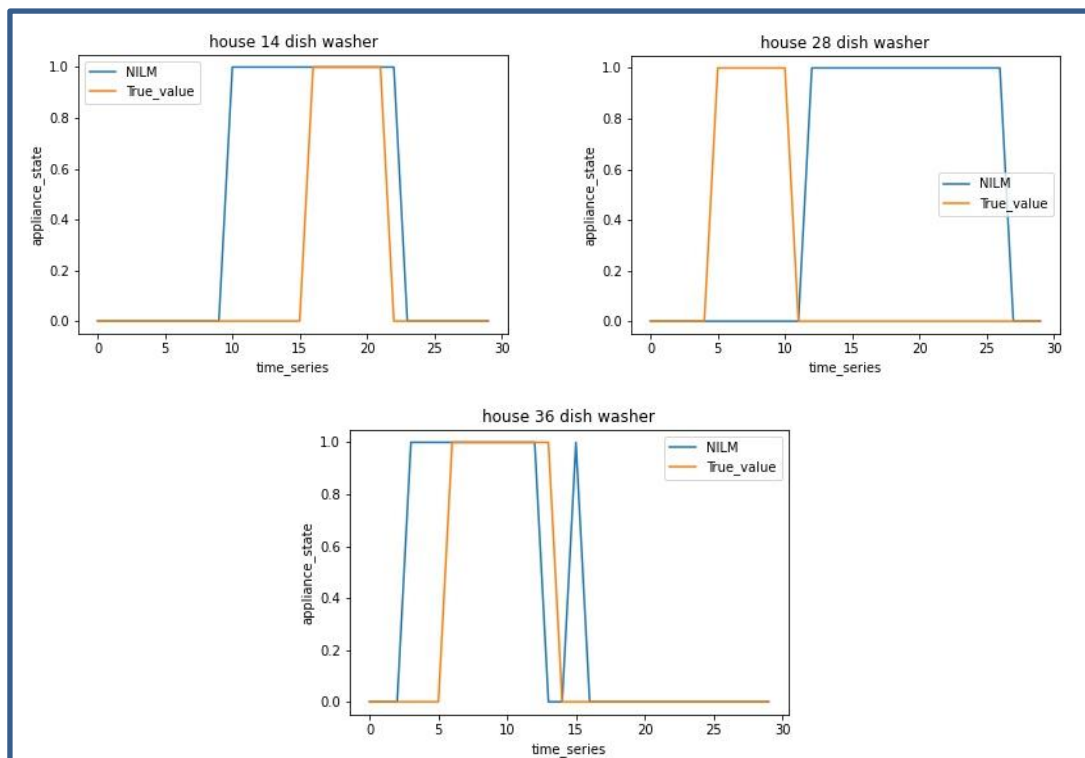 house 14 dish washer
NILM
True_value
appliance_state
1.0
0.8
0.6
0.4
0.2
0.0
0 5 10 15 20 25 30
time_series
house 28 dish washer
NILM
True_value
appliance_state
1.0
0.8
0.6
0.4
0.2
0.0
0 5 10 15 20 25 30
time_series
house 36 dish washer
NILM
True_value
appliance_state
1.0
0.8
0.6
0.4
0.2
0.0
0 5 10 15 20 25 30
time_series